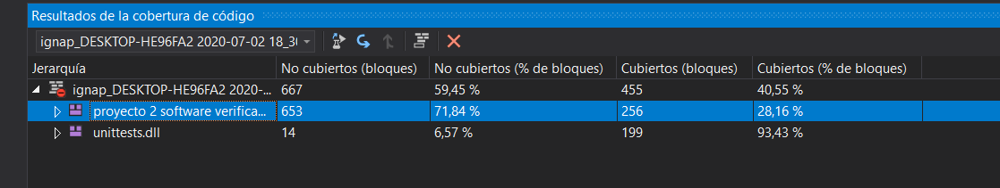 Resultados de la cobertura de código
ignap_DESKTOP-HE96FA2 2020-07-02 18_30
Jerarquía No cubiertos (bloques) No cubiertos (% de bloques) Cubiertos (bloques) Cubiertos (% de bloques)
ignap_DESKTOP-HE96FA2 2020-... 667 59,45 % 455 40,55 %
proyecto 2 software verifica... 653 71,84 % 256 28,16 %
unittests.dll 14 6,57 % 199 93,43 %